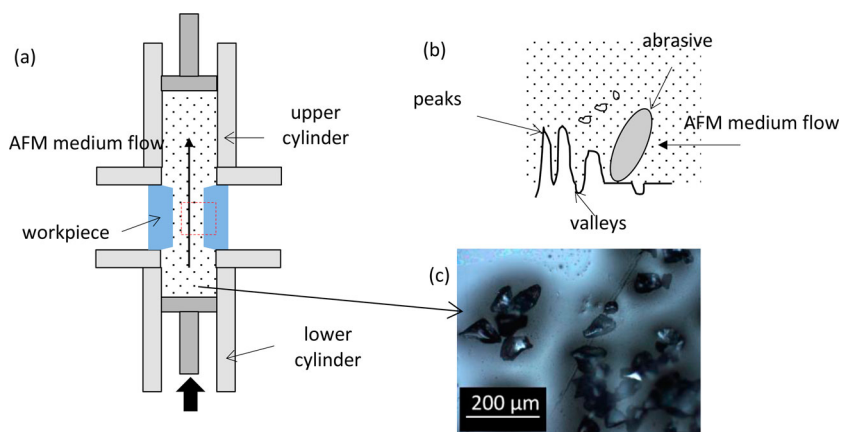 (a)
upper
cylinder
AFM medium flow
workpiece
lower
cylinder
(b)
abrasive
peaks
AFM medium flow
valleys
(c)
200 µm